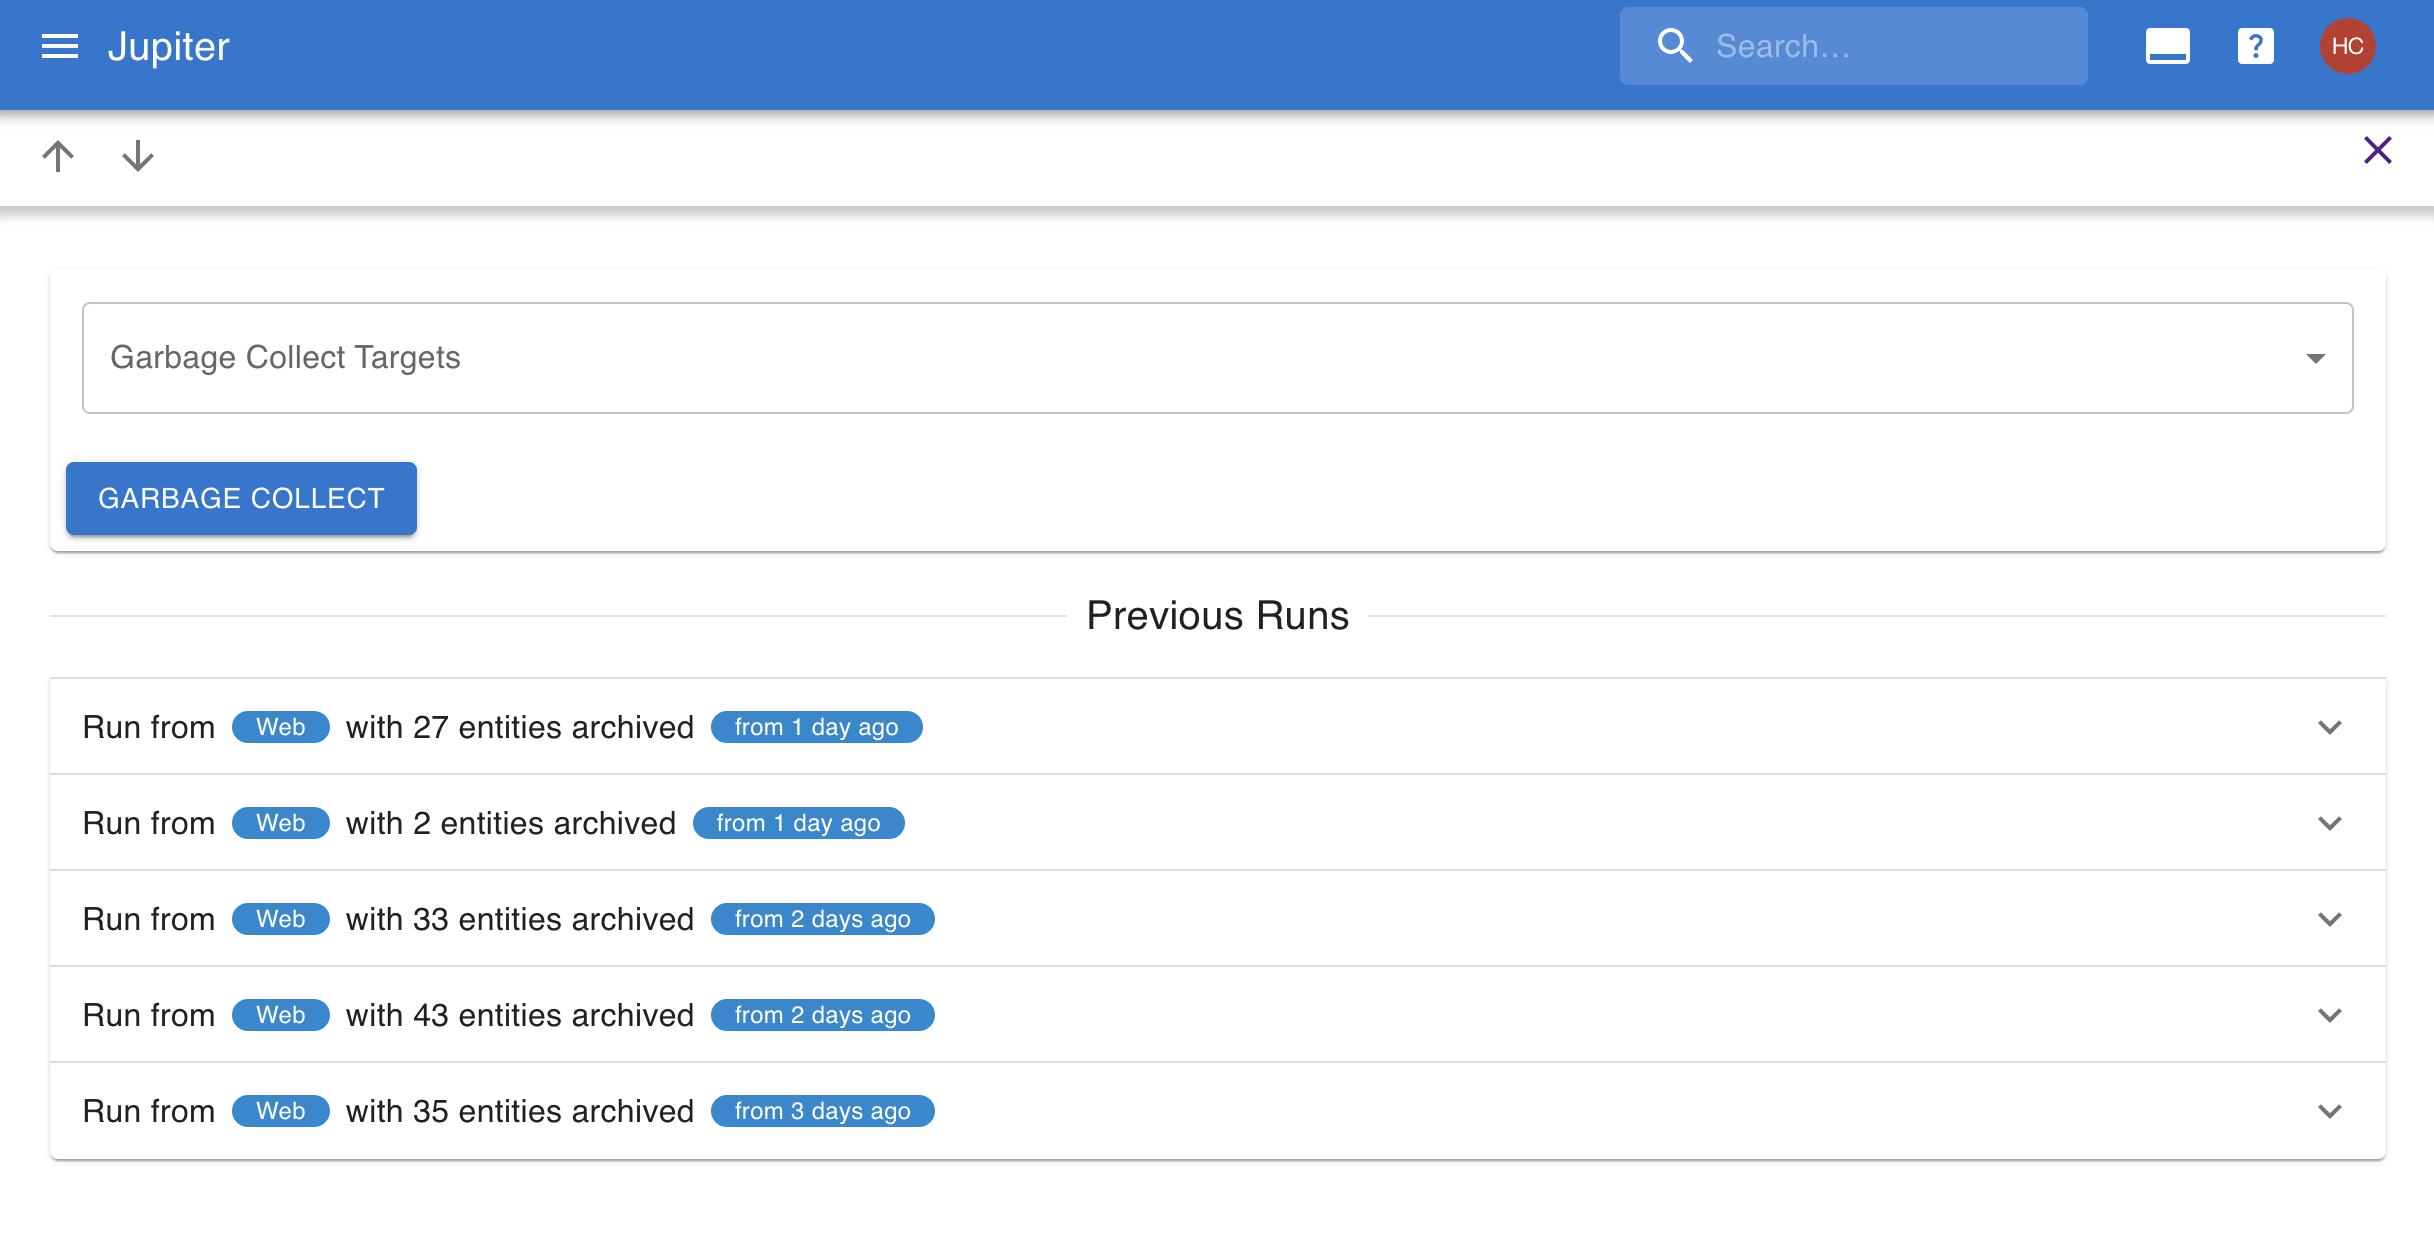 Jupiter Search… ? HC
Garbage Collect Targets
GARBAGE COLLECT
Previous Runs
Run from Web with 27 entities archived from 1 day ago
Run from Web with 2 entities archived from 1 day ago
Run from Web with 33 entities archived from 2 days ago
Run from Web with 43 entities archived from 2 days ago
Run from Web with 35 entities archived from 3 days ago